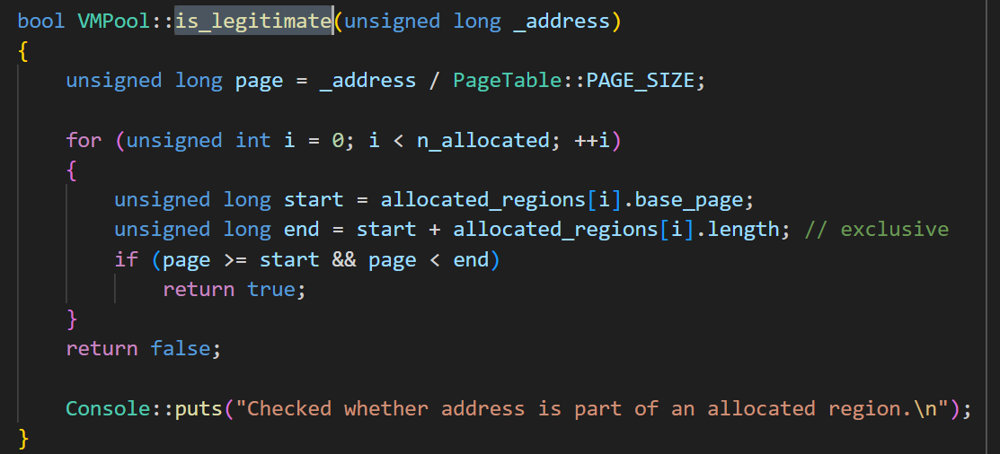 bool VMPool::is_legitimate(unsigned long _address)
{
    unsigned long page = _address / PageTable::PAGE_SIZE;
    for (unsigned int i = 0; i < n_allocated; ++i)
    {
        unsigned long start = allocated_regions[i].base_page;
        unsigned long end = start + allocated_regions[i].length; // exclusive
        if (page >= start && page < end)
            return true;
    }
    return false;
    Console::puts("Checked whether address is part of an allocated region.\n");
}